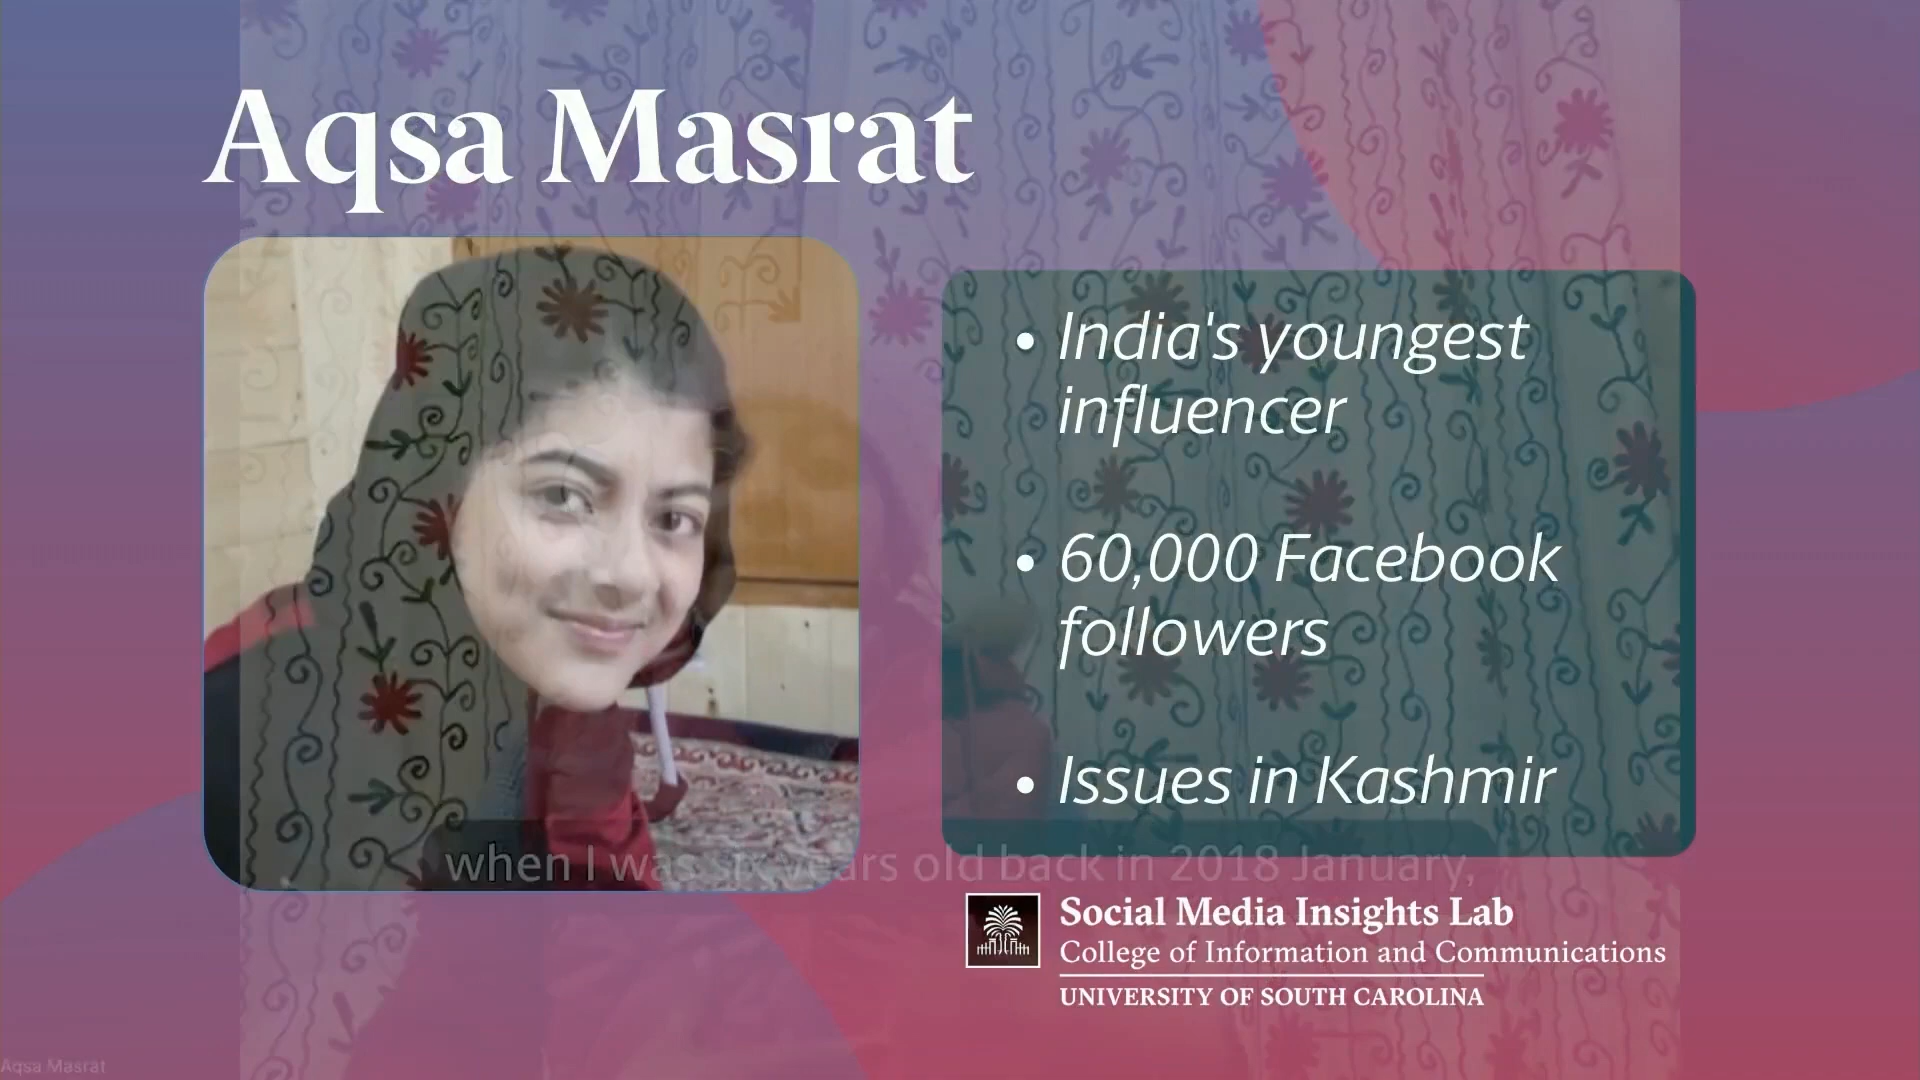 Aqsa Masrat
• India's youngest
influencer
• 60,000 Facebook
followers
• Issues in Kashmir
when I was six years old back in 2018 January,
Social Media Insights Lab
College of Information and Communications
UNIVERSITY OF SOUTH CAROLINA
Aqsa Masrat